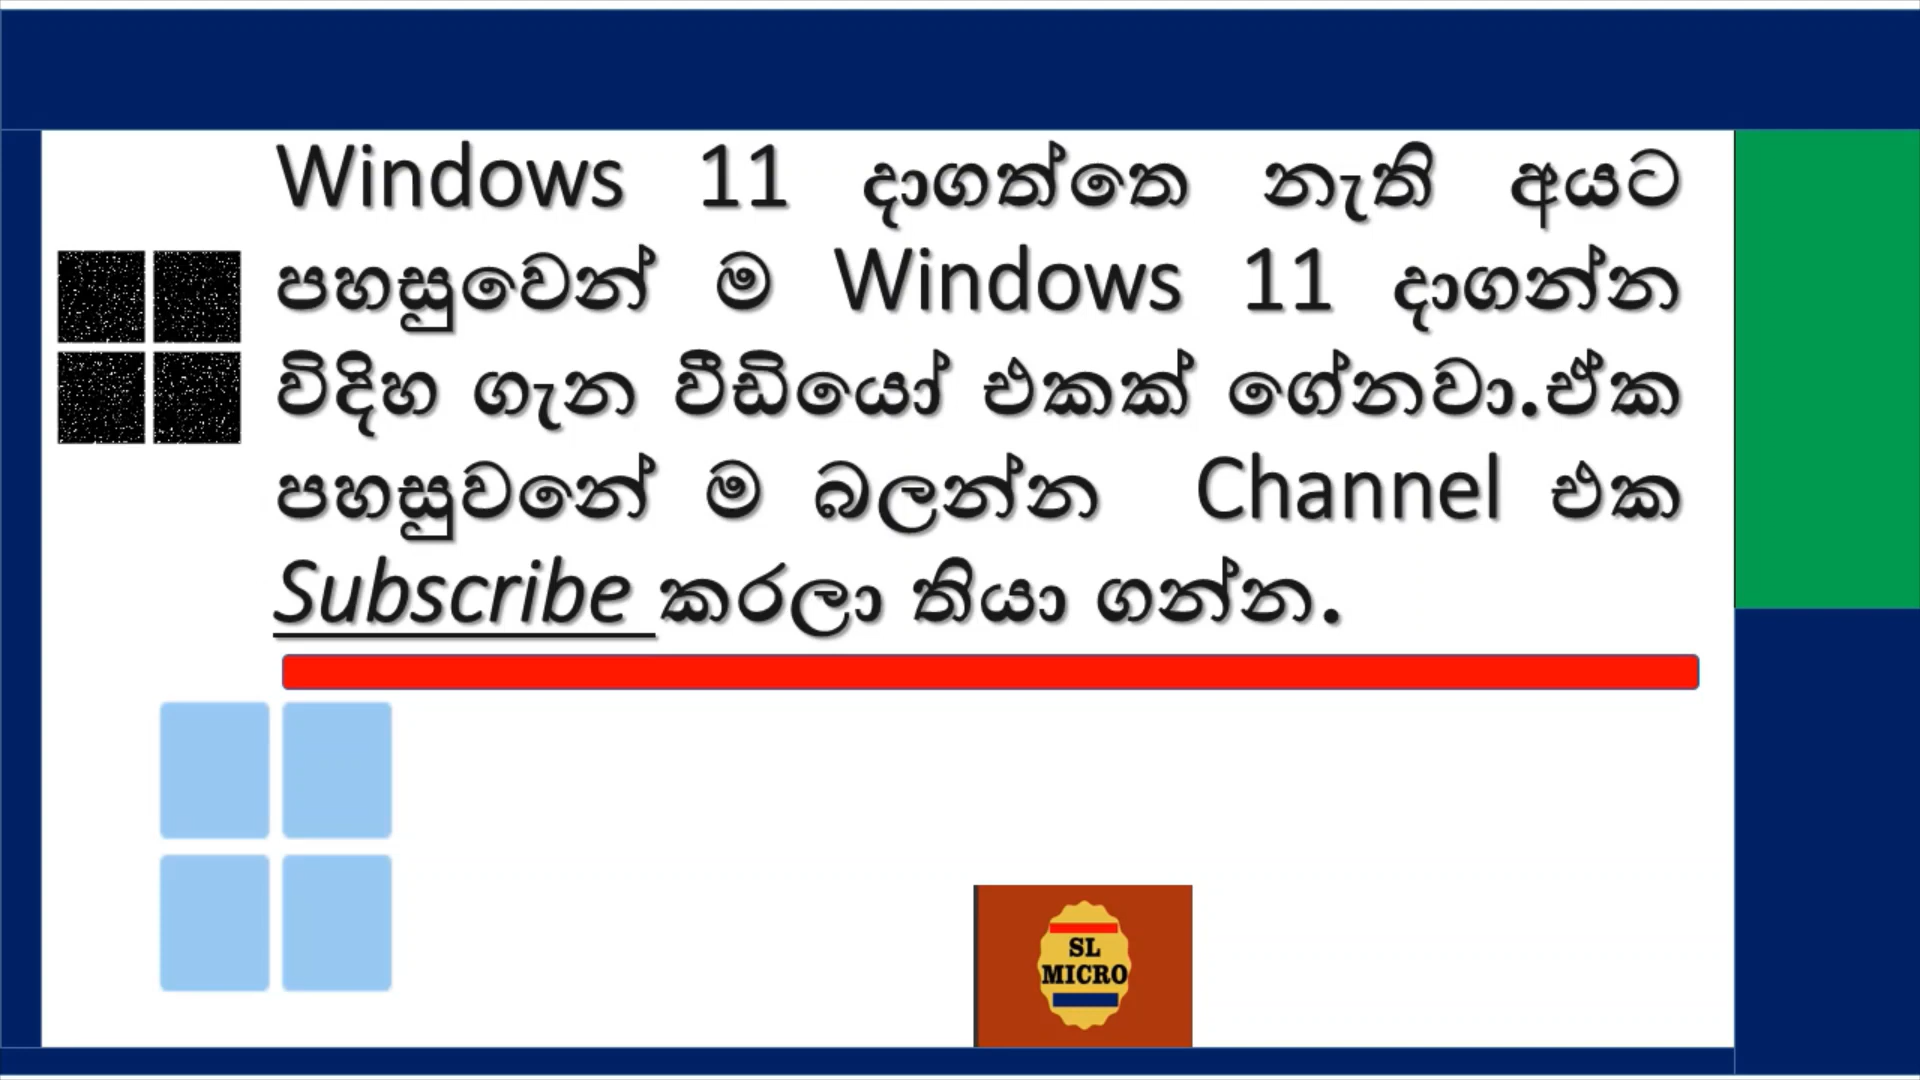 Windows 11 දාගත්තෙ නැති අයට
පහසුවෙන් ම Windows 11 දාගන්න
විදිහ ගැන වීඩියෝ එකක් ගේනවා.ඒක
පහසුවනේ ම බලන්න Channel එක
Subscribe කරලා තියා ගන්න.
SL
MICRO